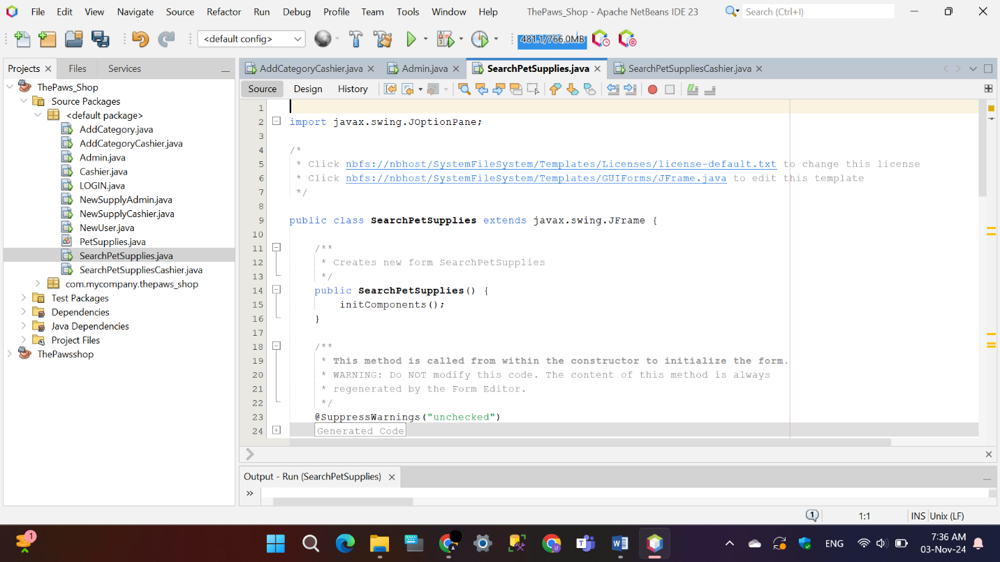 File Edit View Navigate Source Refactor Run Debug Profile Team Tools Window Help ThePaws_Shop - Apache NetBeans IDE 23 Search (Ctrl+I)
<default config> 481.1/766.0MB
Projects Files Services
AddCategoryCashier.java Admin.java SearchPetSupplies.java SearchPetSuppliesCashier.java
Source Design History
ThePaws_Shop
Source Packages
<default package>
AddCategory.java
AddCategoryCashier.java
Admin.java
Cashier.java
LOGIN.java
NewSupplyAdmin.java
NewSupplyCashier.java
NewUser.java
PetSupplies.java
SearchPetSupplies.java
SearchPetSuppliesCashier.java
com.mycompany.thepaws_shop
Test Packages
Dependencies
Java Dependencies
Project Files
ThePawsshop
1
2 import javax.swing.JOptionPane;
3
4 /*
5 * Click nbfs://nbhost/SystemFileSystem/Templates/Licenses/license-default.txt to change this license
6 * Click nbfs://nbhost/SystemFileSystem/Templates/GUIForms/JFrame.java to edit this template
7 */
8
9 public class SearchPetSupplies extends javax.swing.JFrame {
10
11 /**
12 * Creates new form SearchPetSupplies
13 */
14 public SearchPetSupplies() {
15 initComponents();
16 }
17
18 /**
19 * This method is called from within the constructor to initialize the form.
20 * WARNING: Do NOT modify this code. The content of this method is always
21 * regenerated by the Form Editor.
22 */
23 @SuppressWarnings("unchecked")
24 Generated Code
Output - Run (SearchPetSupplies)
1 1:1 INS Unix (LF)
1 ENG 7:36 AM
03-Nov-24